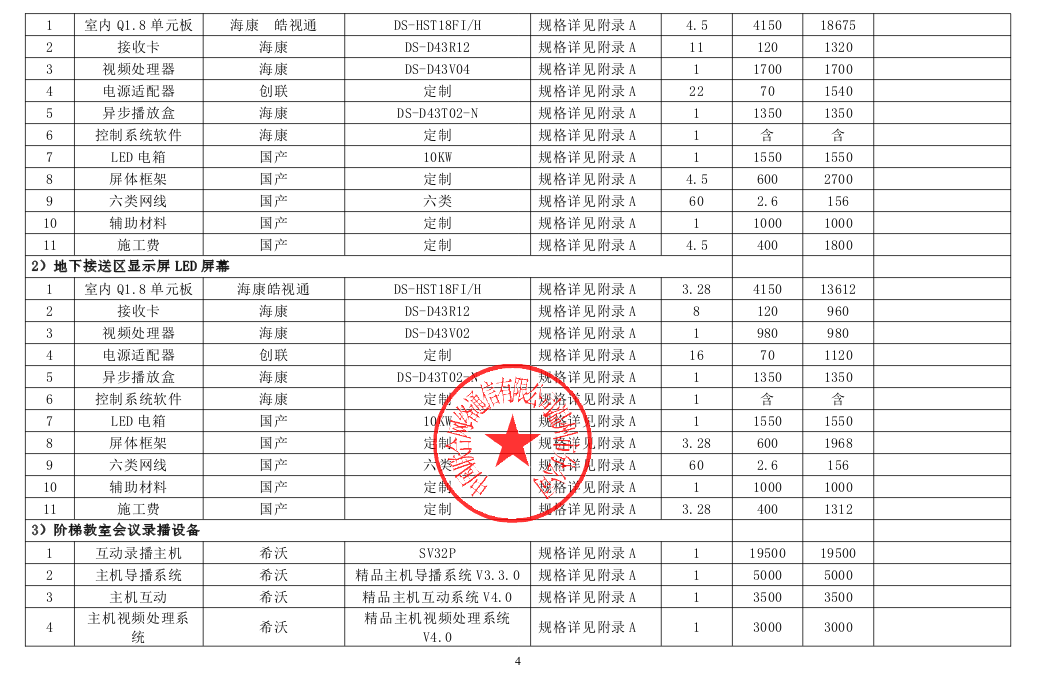 1 室内 Q1.8 单元板 海康 皓视通 DS-HST18FI/H 规格详见附录 A 4.5 4150 18675
2 接收卡 海康 DS-D43R12 规格详见附录 A 11 120 1320
3 视频处理器 海康 DS-D43V04 规格详见附录 A 1 1700 1700
4 电源适配器 创联 定制 规格详见附录 A 22 70 1540
5 异步播放盒 海康 DS-D43T02-N 规格详见附录 A 1 1350 1350
6 控制系统软件 海康 定制 规格详见附录 A 1 含 含
7 LED 电箱 国产 10KW 规格详见附录 A 1 1550 1550
8 屏体框架 国产 定制 规格详见附录 A 4.5 600 2700
9 六类网线 国产 六类 规格详见附录 A 60 2.6 156
10 辅助材料 国产 定制 规格详见附录 A 1 1000 1000
11 施工费 国产 定制 规格详见附录 A 4.5 400 1800
2）地下接送区显示屏 LED 屏幕
1 室内 Q1.8 单元板 海康皓视通 DS-HST18FI/H 规格详见附录 A 3.28 4150 13612
2 接收卡 海康 DS-D43R12 规格详见附录 A 8 120 960
3 视频处理器 海康 DS-D43V02 规格详见附录 A 1 980 980
4 电源适配器 创联 定制 规格详见附录 A 16 70 1120
5 异步播放盒 海康 DS-D43T02-N 规格详见附录 A 1 1350 1350
6 控制系统软件 海康 定制 规格详见附录 A 1 含 含
7 LED 电箱 国产 10KW 规格详见附录 A 1 1550 1550
8 屏体框架 国产 定制 规格详见附录 A 3.28 600 1968
9 六类网线 国产 六类 规格详见附录 A 60 2.6 156
10 辅助材料 国产 定制 规格详见附录 A 1 1000 1000
11 施工费 国产 定制 规格详见附录 A 3.28 400 1312
3）阶梯教室会议录播设备
1 互动录播主机 希沃 SV32P 规格详见附录 A 1 19500 19500
2 主机导播系统 希沃 精品主机导播系统 V3.3.0 规格详见附录 A 1 5000 5000
3 主机互动 希沃 精品主机互动系统 V4.0 规格详见附录 A 1 3500 3500
4 主机视频处理系 希沃 精品主机视频处理系统 规格详见附录 A 1 3000 3000
统 V4.0
中国联合网络通信有限公司
4